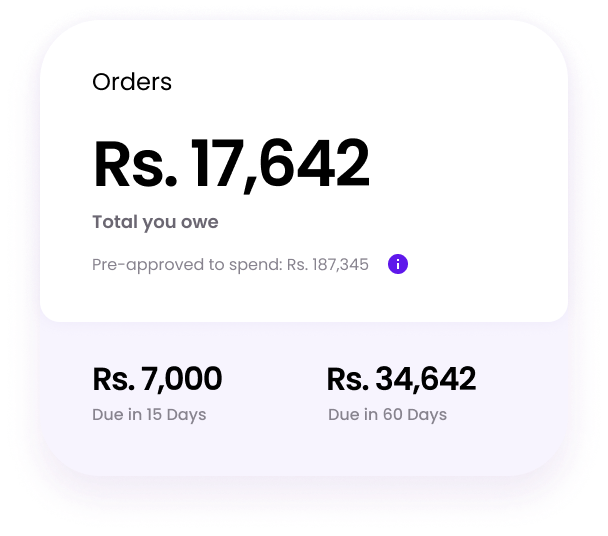 Orders
Rs. 17,642
Total you owe
Pre-approved to spend: Rs. 187,345
Rs. 7,000 Rs. 34,642
Due in 15 Days Due in 60 Days